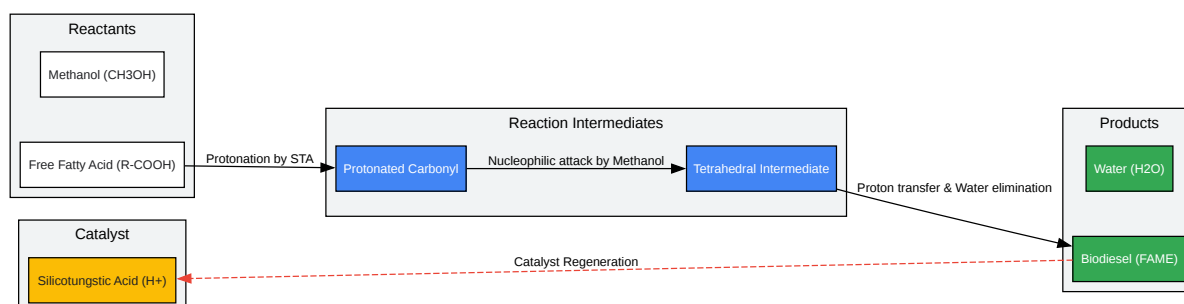 Reactants
Methanol (CH3OH)
Free Fatty Acid (R-COOH)
Protonation by STA
Reaction Intermediates
Protonated Carbonyl
Nucleophilic attack by Methanol
Tetrahedral Intermediate
Proton transfer & Water elimination
Products
Water (H2O)
Biodiesel (FAME)
Catalyst
Silicotungstic Acid (H+)
Catalyst Regeneration